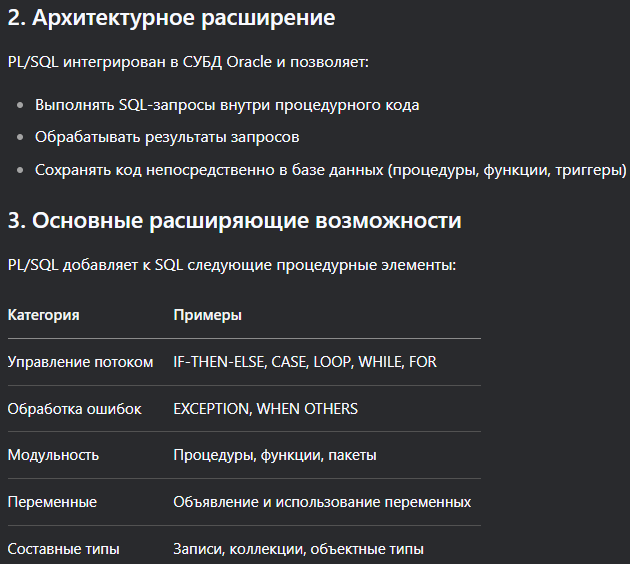 2. Архитектурное расширение
PL/SQL интегрирован в СУБД Oracle и позволяет:
Выполнять SQL-запросы внутри процедурного кода
Обрабатывать результаты запросов
Сохранять код непосредственно в базе данных (процедуры, функции, триггеры)
3. Основные расширяющие возможности
PL/SQL добавляет к SQL следующие процедурные элементы:
Категория Примеры
Управление потоком IF-THEN-ELSE, CASE, LOOP, WHILE, FOR
Обработка ошибок EXCEPTION, WHEN OTHERS
Модульность Процедуры, функции, пакеты
Переменные Объявление и использование переменных
Составные типы Записи, коллекции, объектные типы